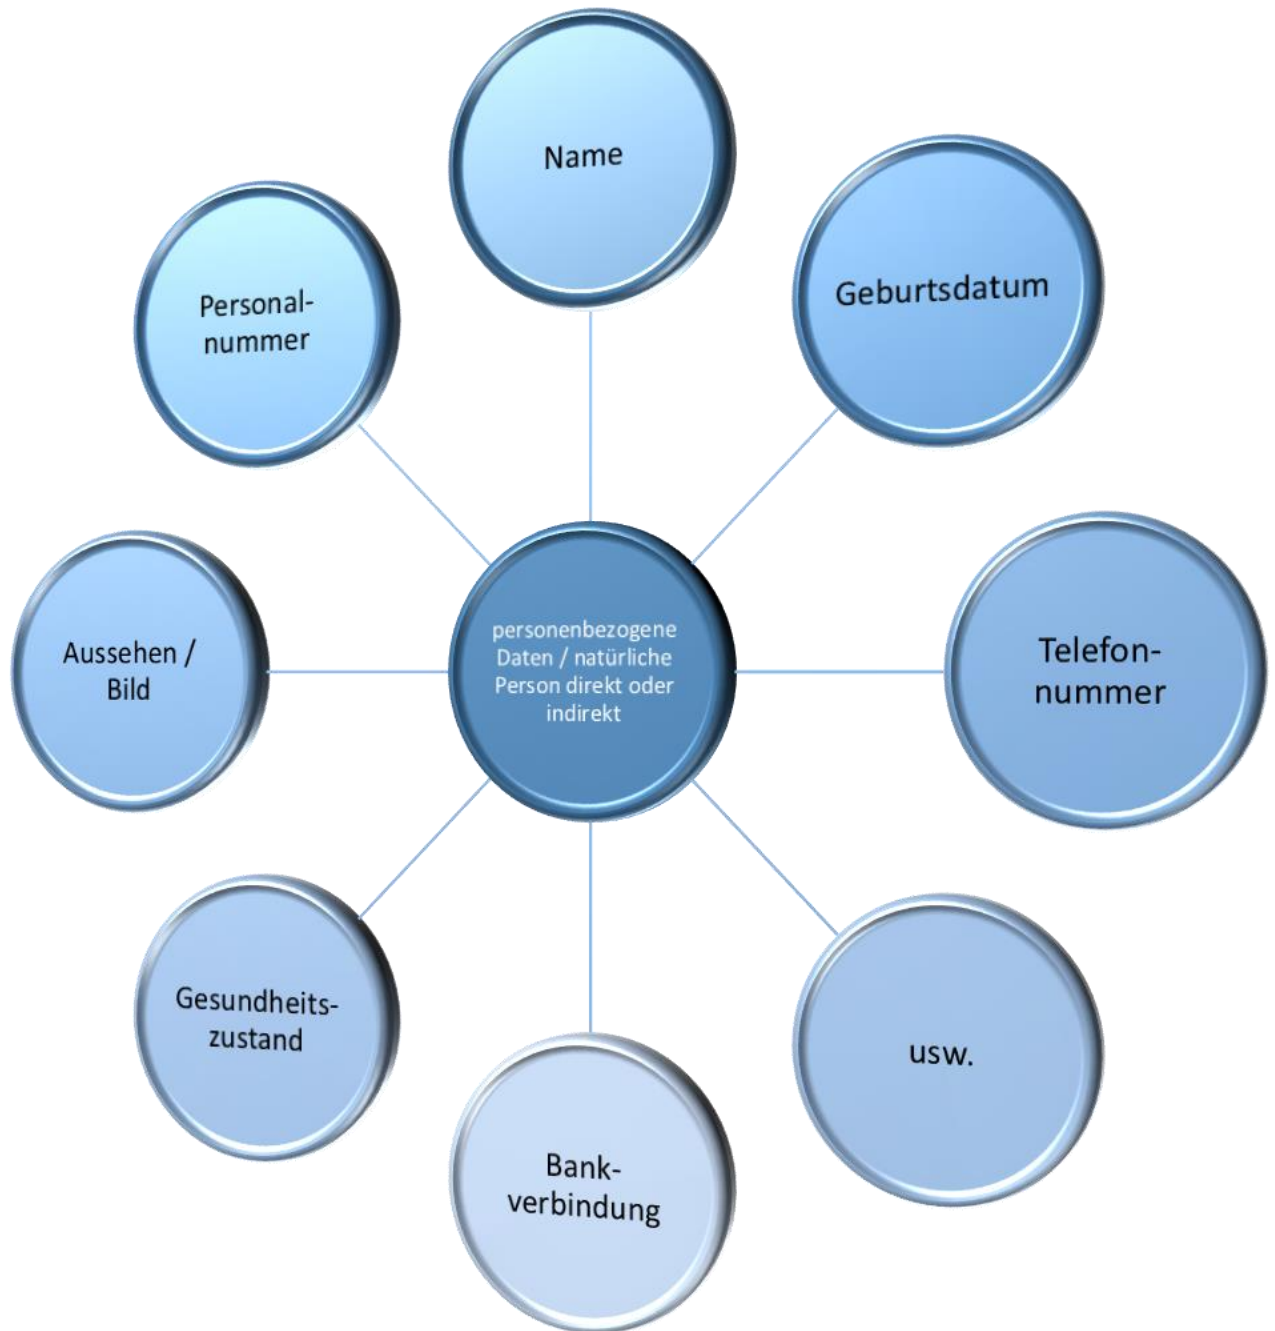 Name
Geburtsdatum
Personal-
nummer
personenbezogene
Daten / natürliche
Person direkt oder
indirekt
Aussehen /
Bild
Telefon-
nummer
Gesundheits-
zustand
usw.
Bank-
verbindung